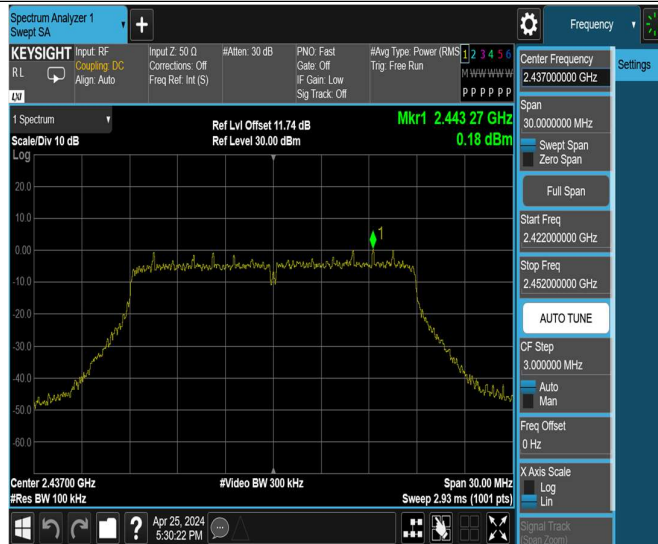 Spectrum Analyzer 1
Swept SA
+
Frequency
KEYSIGHT
RL
LXI
Input: RF
Coupling: DC
Align: Auto
Input Z: 50 Ω
Corrections: Off
Freq Ref: Int (S)
#Atten: 30 dB
PNO: Fast
Gate: Off
IF Gain: Low
Sig Track: Off
#Avg Type: Power (RMS
Trig: Free Run
1 2 3 4 5 6
M W W W W W
P P P P P P
1 Spectrum
Scale/Div 10 dB
Log
Ref Lvl Offset 11.74 dB
Ref Level 30.00 dBm
Mkr1 2.443 27 GHz
0.18 dBm
20.0
10.0
0.00
-10.0
-20.0
-30.0
-40.0
-50.0
-60.0
1
Center 2.43700 GHz
#Res BW 100 kHz
#Video BW 300 kHz
Span 30.00 MHz
Sweep 2.93 ms (1001 pts)
Center Frequency
2.437000000 GHz
Settings
Span
30.0000000 MHz
Swept Span
Zero Span
Full Span
Start Freq
2.422000000 GHz
Stop Freq
2.452000000 GHz
AUTO TUNE
CF Step
3.000000 MHz
Auto
Man
Freq Offset
0 Hz
X Axis Scale
Log
Lin
Signal Track
(Span Zoom)
?
Apr 25, 2024
5:30:22 PM